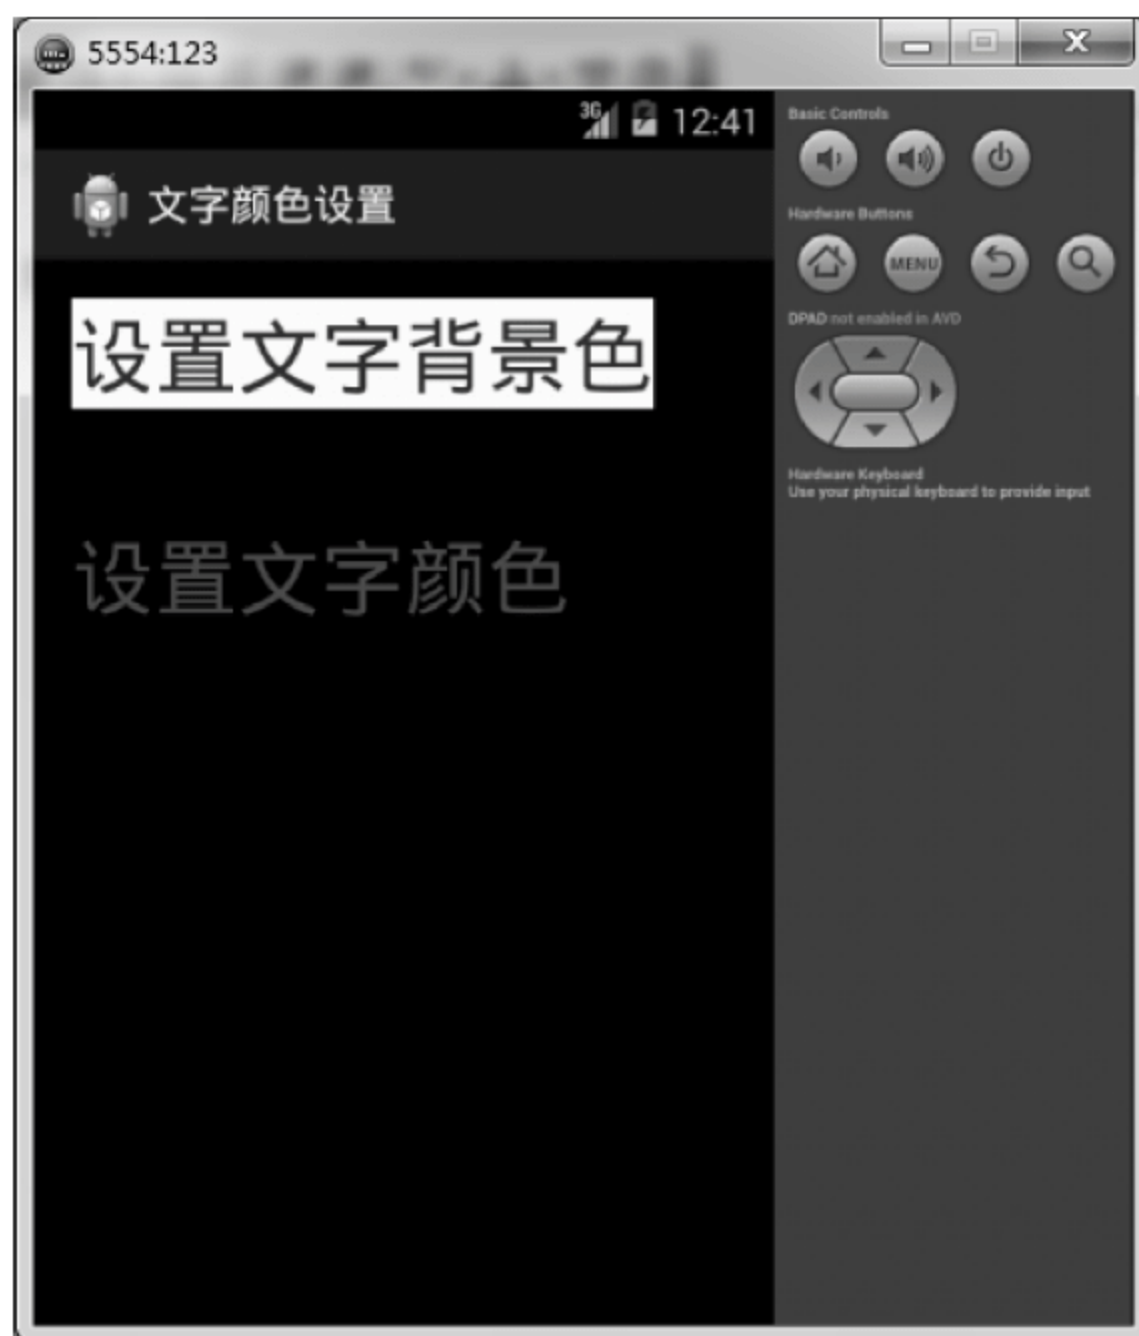 5554:123
3G 12:41
文字颜色设置
设置文字背景色
设置文字颜色
Basic Controls
Hardware Buttons
MENU
DPAD not enabled in AVD
Hardware Keyboard
Use your physical keyboard to provide input